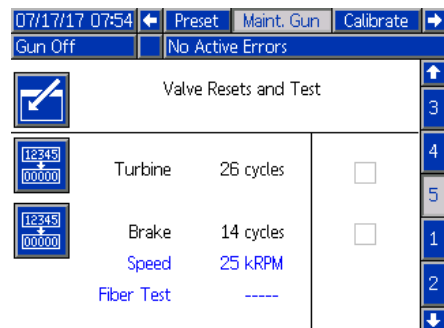 07/17/17 07:54 Preset Maint. Gun Calibrate
Gun Off No Active Errors
Valve Resets and Test
3
12345
00000
Turbine 26 cycles
4
5
12345
00000
Brake 14 cycles
1
Speed 25 kRPM
2
Fiber Test -----